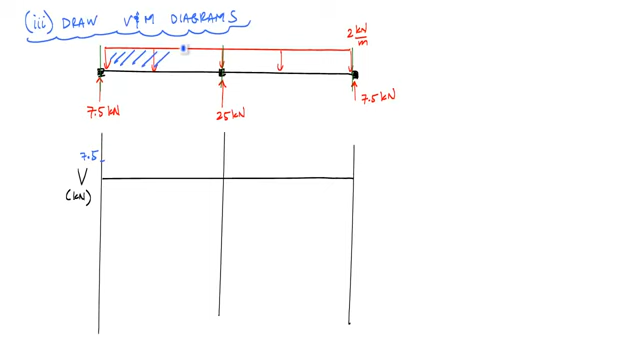 (iii) DRAW V&M DIAGRAMS
2 kN/m
7.5 kN
25 kN
7.5 kN
7.5
V
(kN)